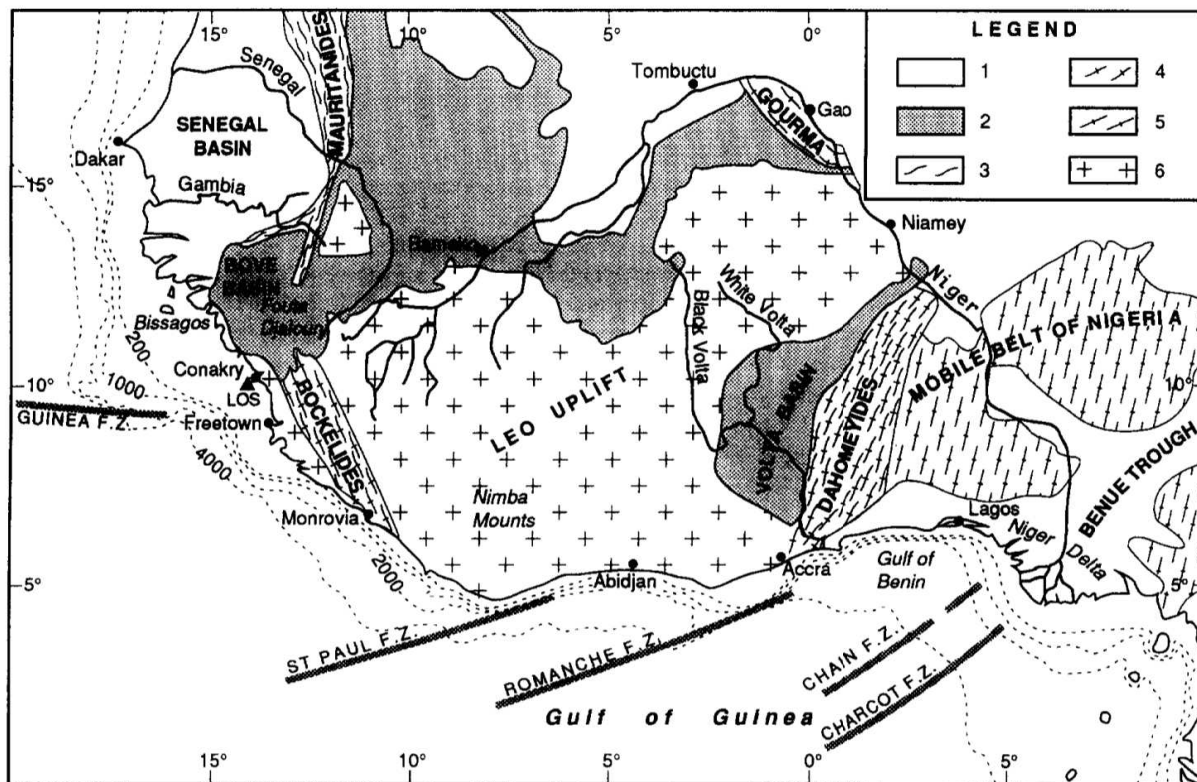 15° 10° 0°
LEGEND
1 4
2 5
3 6
Senegal
MAURITANIDES
Tombuctu
GOURMA
Gao
SENEGAL
BASIN
Dakar
Gambia
15°
Niamey
Bamako
BOVE
BASIN
Fouta
Djalouru
Bissagos
Black Volta
White Volta
Niger
MOBILE BELT OF NIGERIA
200
1000
Conakry
LOS
10°
10°
GUINEA F.Z.
Freetown
4000
ROCKELIDES
LEO UPLIFT
VOLTA BASIN
DAHOMEYIDES
BENUE TROUGH
Nimba
Mounts
Monrovia
Lagos
Niger Delta
2000
Abidjan
Accra
Gulf of
Benin
5°
5°
ST PAUL F.Z.
ROMANCHE F.Z.
CHAIN F.Z.
CHARCOT F.Z.
Gulf of Guinea
15° 10° 5° 0° 5°